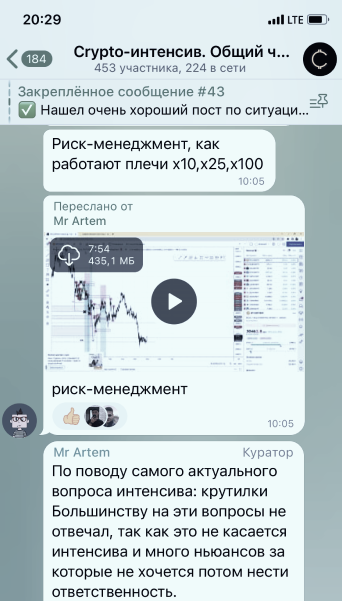 20:29
LTE
184
Crypto-интенсив. Общий ч...
453 участника, 224 в сети
Закреплённое сообщение #43
✅ Нашел очень хороший пост по ситуаци...
Риск-менеджмент, как
работают плечи x10,x25,x100
10:05
Переслано от
Mr Artem
7:54
435,1 МБ
риск-менеджмент
10:05
Mr Artem
Куратор
По поводу самого актуального
вопроса интенсива: крутилки
Большинству на эти вопросы не
отвечал, так как это не касается
интенсива и много ньюансов за
которые не хочется потом нести
ответственность.